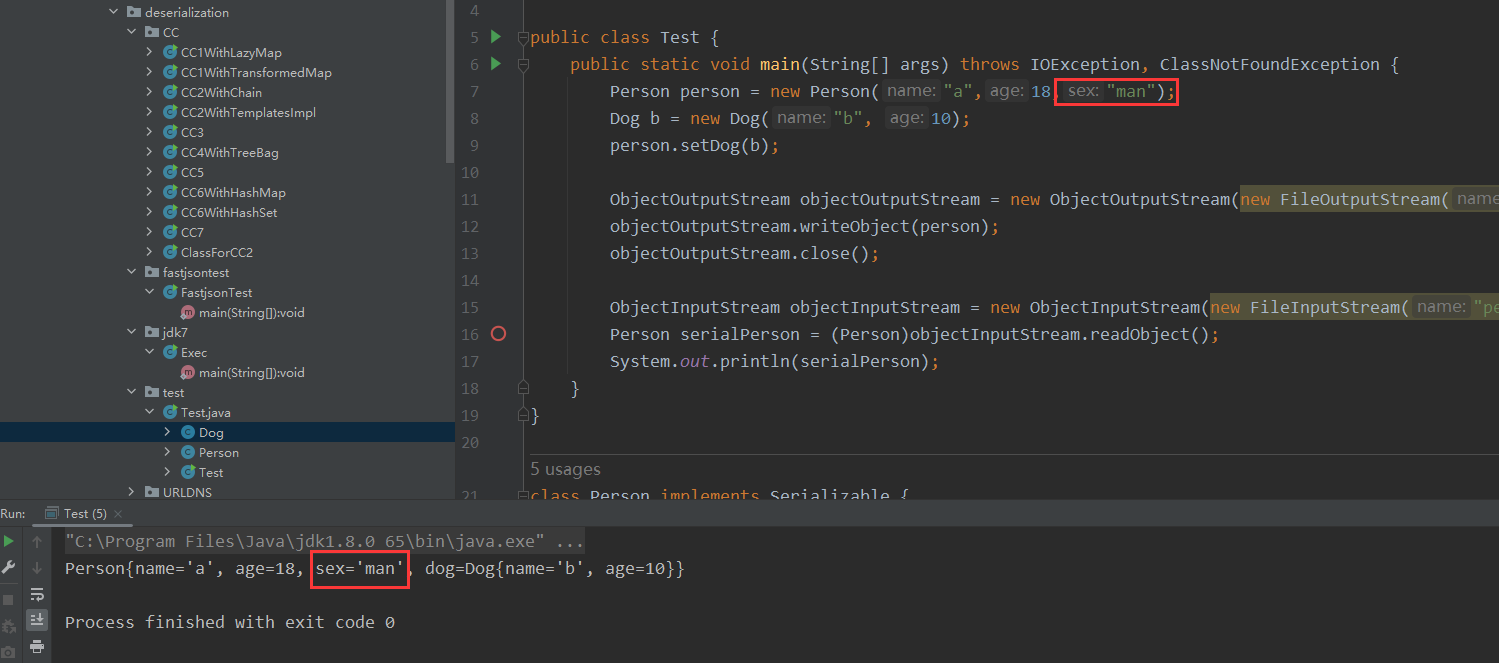 deserialization
CC
CC1WithLazyMap
CC1WithTransformedMap
CC2WithChain
CC2WithTemplatesImpl
CC3
CC4WithTreeBag
CC5
CC6WithHashMap
CC6WithHashSet
CC7
ClassForCC2
fastjsontest
FastjsonTest
main(String[]):void
jdk7
Exec
main(String[]):void
test
Test.java
Dog
Person
Test
URLDNS
4
5 public class Test {
6 public static void main(String[] args) throws IOException, ClassNotFoundException {
7 Person person = new Person( name: "a", age: 18, sex: "man");
8 Dog b = new Dog( name: "b", age: 10);
9 person.setDog(b);
10
11 ObjectOutputStream objectOutputStream = new ObjectOutputStream(new FileOutputStream( name
12 objectOutputStream.writeObject(person);
13 objectOutputStream.close();
14
15 ObjectInputStream objectInputStream = new ObjectInputStream(new FileInputStream( name: "pe
16 Person serialPerson = (Person)objectInputStream.readObject();
17 System.out.println(serialPerson);
18 }
19 }
20
5 usages
21 class Person implements Serializable {
Run: Test (5)
"C:\Program Files\Java\jdk1.8.0_65\bin\java.exe" ...
Person{name='a', age=18, sex='man', dog=Dog{name='b', age=10}}
Process finished with exit code 0